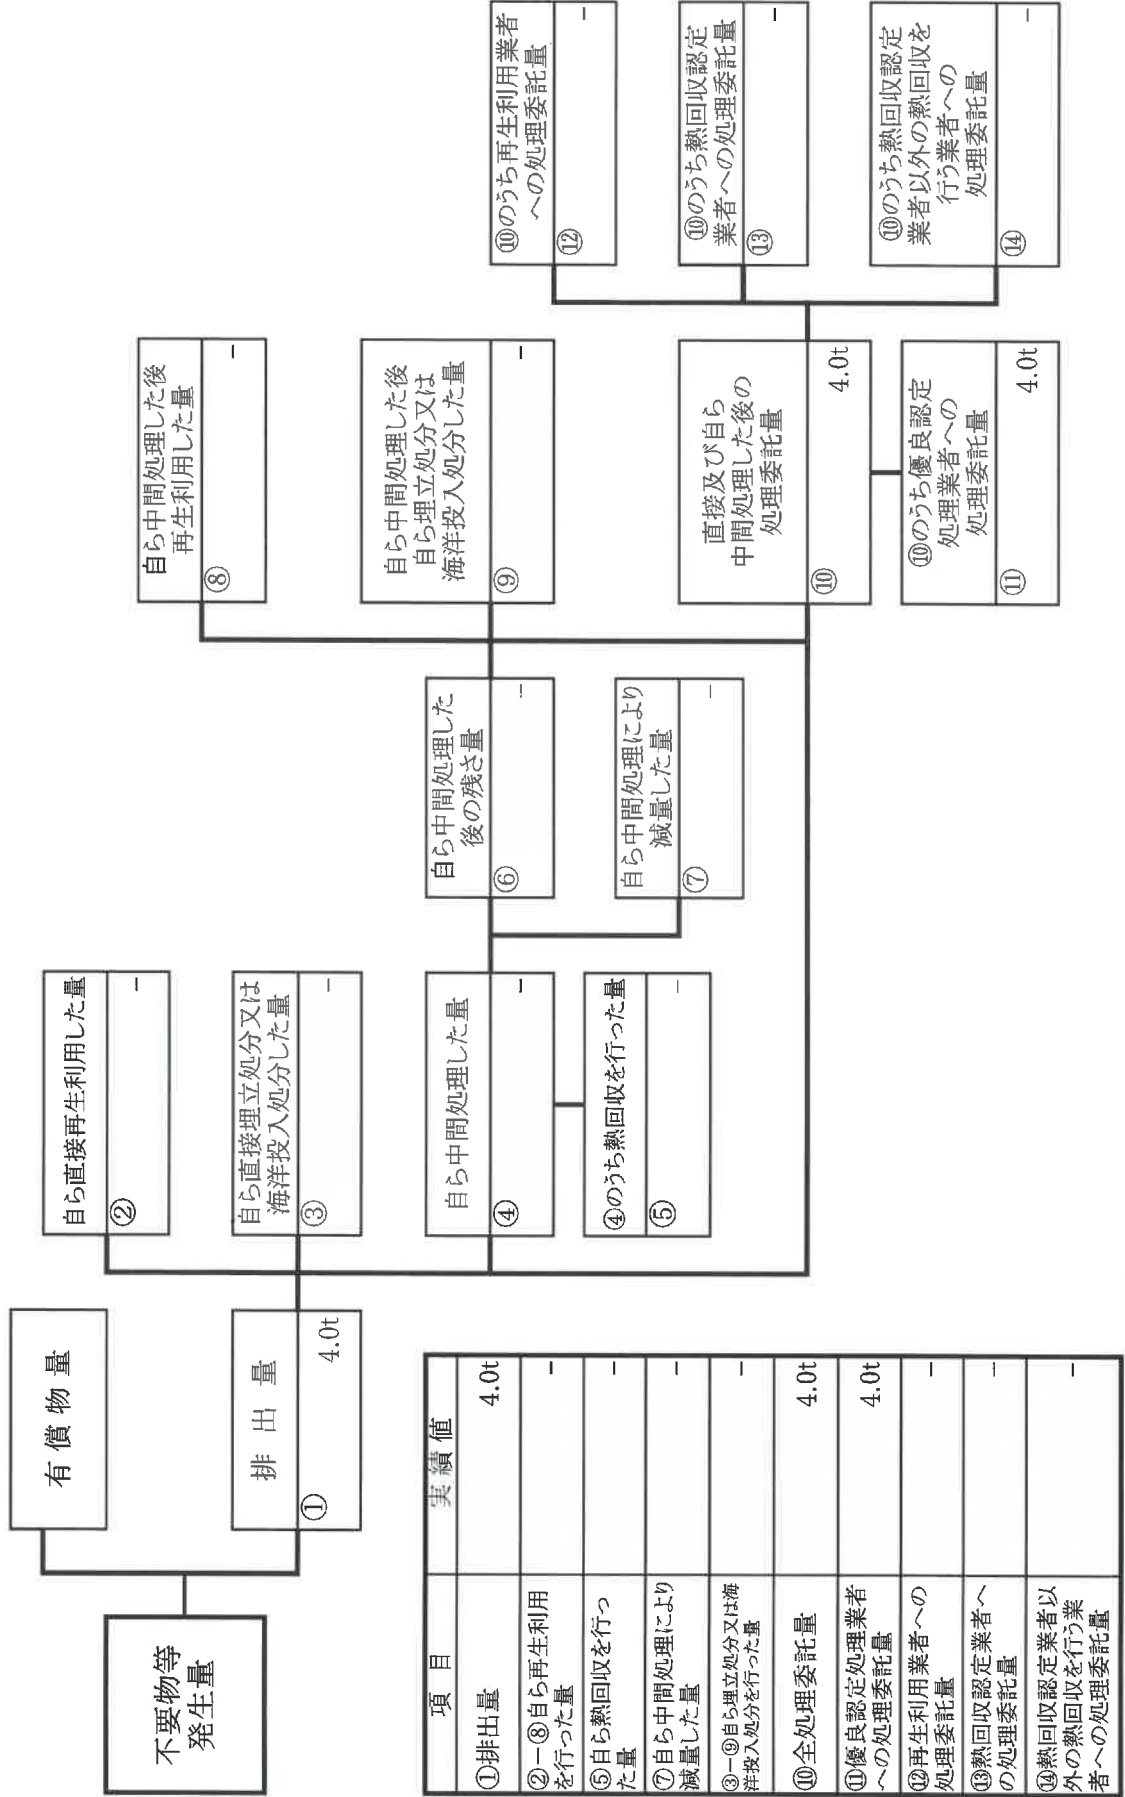 不要物等
発生量
有償物量
排出量
①
4.0t
自ら直接再生利用した量
②
－
自ら直接埋立処分又は
海洋投入処分した量
③
－
自ら中間処理した量
④
－
④のうち熱回収を行った量
⑤
－
自ら中間処理した
後の残さ量
⑥
－
自ら中間処理により
減量した量
⑦
－
自ら中間処理した後
再生利用した量
⑧
－
自ら中間処理した後
自ら埋立処分又は
海洋投入処分した量
⑨
－
直接及び自ら
中間処理した後の
処理委託量
⑩
4.0t
⑩のうち優良認定
処理業者への
処理委託量
⑪
4.0t
⑩のうち再生利用業者
への処理委託量
⑫
－
⑩のうち熱回収認定
業者への処理委託量
⑬
－
⑩のうち熱回収認定
業者以外の熱回収を
行う業者への
処理委託量
⑭
－
項目 実績値
①排出量 4.0t
②－⑧自ら再生利用
を行った量 －
⑤自ら熱回収を行っ
た量 －
⑦自ら中間処理により
減量した量 －
③－⑨自ら埋立処分又は海
洋投入処分を行った量 －
⑩全処理委託量 4.0t
⑪優良認定処理業者
への処理委託量 4.0t
⑫再生利用業者への
処理委託量 －
⑬熱回収認定業者へ
の処理委託量 －
⑭熱回収認定業者以
外の熱回収を行う業
者への処理委託量 －